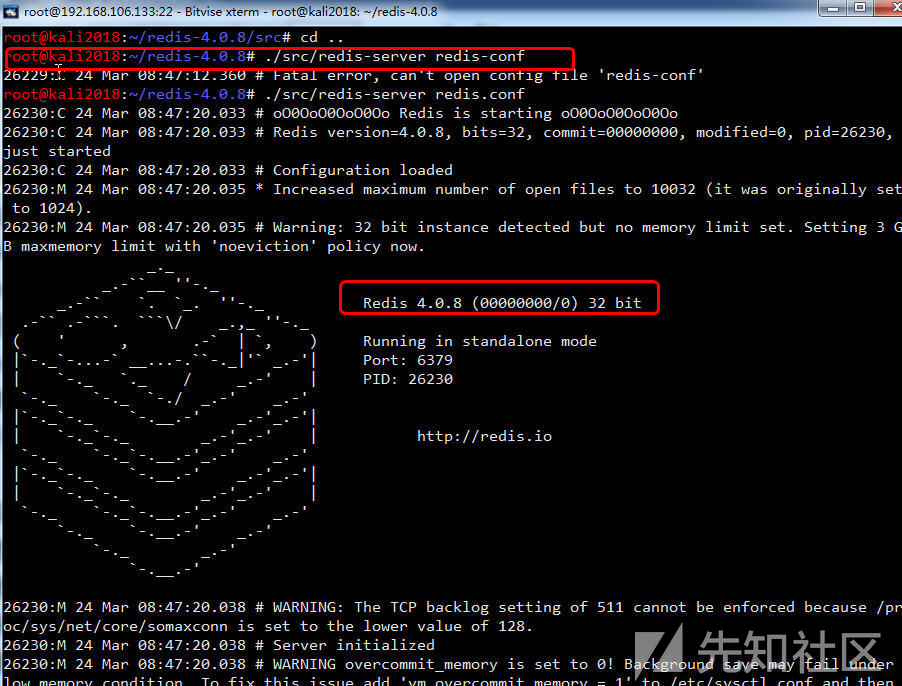 root@192.168.106.133:22 - Bitvise xterm - root@kali2018: ~/redis-4.0.8
root@kali2018:~/redis-4.0.8/src# cd ..
root@kali2018:~/redis-4.0.8# ./src/redis-server redis-conf
26229:C 24 Mar 08:47:12.360 # Fatal error, can't open config file 'redis-conf'
root@kali2018:~/redis-4.0.8# ./src/redis-server redis.conf
26230:C 24 Mar 08:47:20.033 # oO0OoO0OoO0Oo Redis is starting oO0OoO0OoO0Oo
26230:C 24 Mar 08:47:20.033 # Redis version=4.0.8, bits=32, commit=00000000, modified=0, pid=26230,
just started
26230:C 24 Mar 08:47:20.033 # Configuration loaded
26230:M 24 Mar 08:47:20.035 * Increased maximum number of open files to 10032 (it was originally set
to 1024).
26230:M 24 Mar 08:47:20.035 # Warning: 32 bit instance detected but no memory limit set. Setting 3 G
B maxmemory limit with 'noeviction' policy now.
Redis 4.0.8 (00000000/0) 32 bit
Running in standalone mode
Port: 6379
PID: 26230
http://redis.io
26230:M 24 Mar 08:47:20.038 # WARNING: The TCP backlog setting of 511 cannot be enforced because /pr
oc/sys/net/core/somaxconn is set to the lower value of 128.
26230:M 24 Mar 08:47:20.038 # Server initialized
26230:M 24 Mar 08:47:20.038 # WARNING overcommit_memory is set to 0! Background save may fail under
low memory condition. To fix this issue add 'vm.overcommit_memory = 1' to /etc/sysctl.conf and then
先知社区